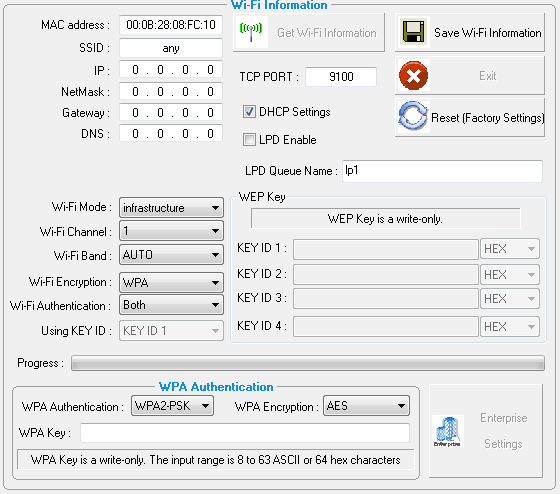 Wi-Fi Information
MAC address : 00:0B:28:08:FC:10
SSID : any
IP : 0 . 0 . 0 . 0
NetMask : 0 . 0 . 0 . 0
Gateway : 0 . 0 . 0 . 0
DNS : 0 . 0 . 0 . 0
Get Wi-Fi Information
Save Wi-Fi Information
TCP PORT : 9100
Exit
DHCP Settings
Reset (Factory Settings)
LPD Enable
LPD Queue Name : lp1
Wi-Fi Mode : infrastructure
Wi-Fi Channel : 1
Wi-Fi Band : AUTO
Wi-Fi Encryption : WPA
Wi-Fi Authentication : Both
Using KEY ID : KEY ID 1
WEP Key
WEP Key is a write-only.
KEY ID 1 : HEX
KEY ID 2 : HEX
KEY ID 3 : HEX
KEY ID 4 : HEX
Progress :
WPA Authentication
WPA Authentication : WPA2-PSK WPA Encryption : AES
WPA Key :
WPA Key is a write-only. The input range is 8 to 63 ASCII or 64 hex characters
Enterprise
Enterprise
Settings